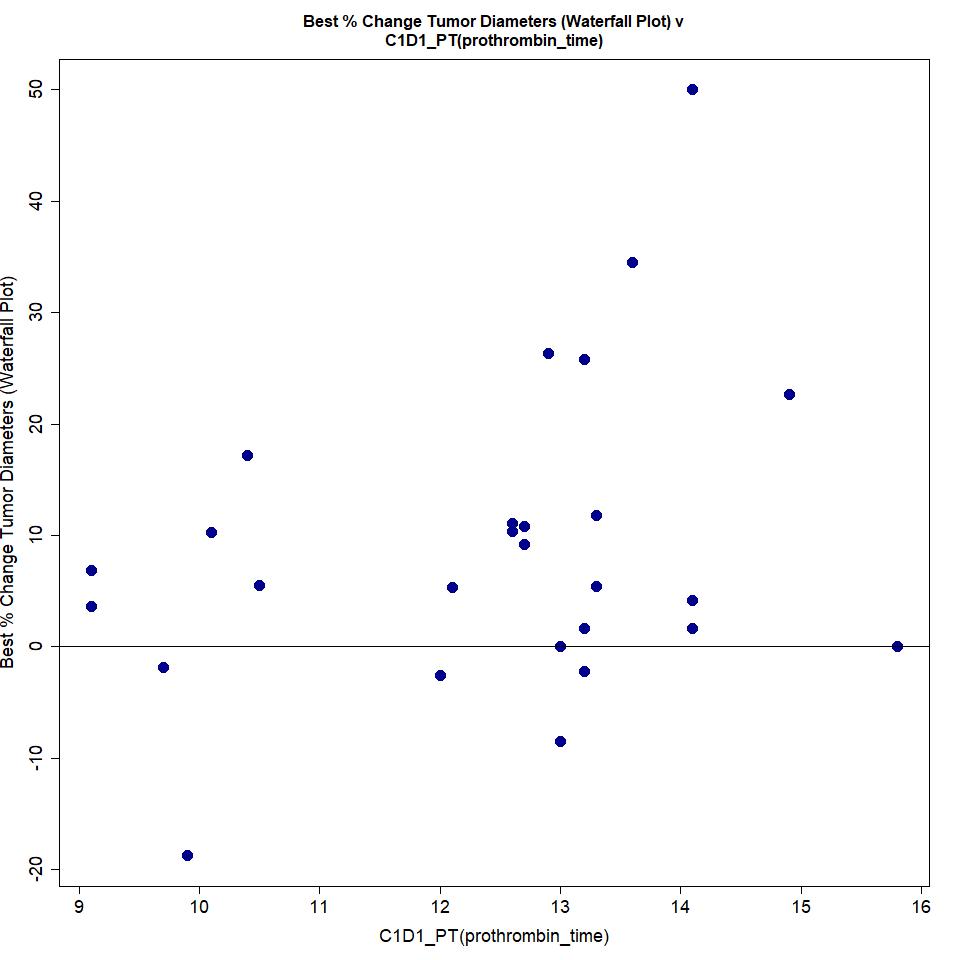 Best % Change Tumor Diameters (Waterfall Plot) v
C1D1_PT(prothrombin_time)
Best % Change Tumor Diameters (Waterfall Plot)
50
40
30
20
10
0
-10
-20
9 10 11 12 13 14 15 16
C1D1_PT(prothrombin_time)